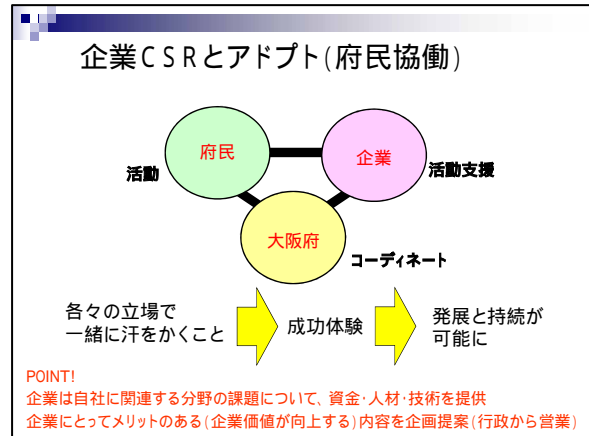 企業CSRとアドプト(府民協働)
府民
企業
活動
活動支援
大阪府
コーディネート
各々の立場で
一緒に汗をかくこと
成功体験
発展と持続が
可能に
POINT!
企業は自社に関連する分野の課題について、資金・人材・技術を提供
企業にとってメリットのある(企業価値が向上する)内容を企画提案(行政から営業)